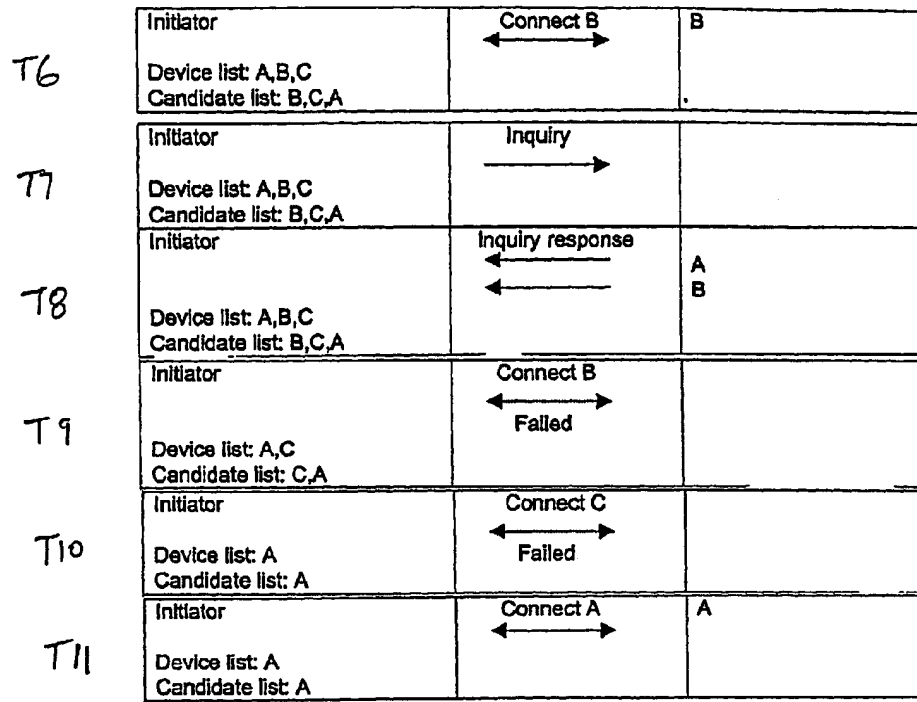 T6
Initiator
Connect B
B
Device list: A,B,C
Candidate list: B,C,A
T7
Initiator
Inquiry
Device list: A,B,C
Candidate list: B,C,A
T8
Initiator
Inquiry response
A
B
Device list: A,B,C
Candidate list: B,C,A
T9
Initiator
Connect B
Failed
Device list: A,C
Candidate list: C,A
T10
Initiator
Connect C
Failed
Device list: A
Candidate list: A
T11
Initiator
Connect A
A
Device list: A
Candidate list: A